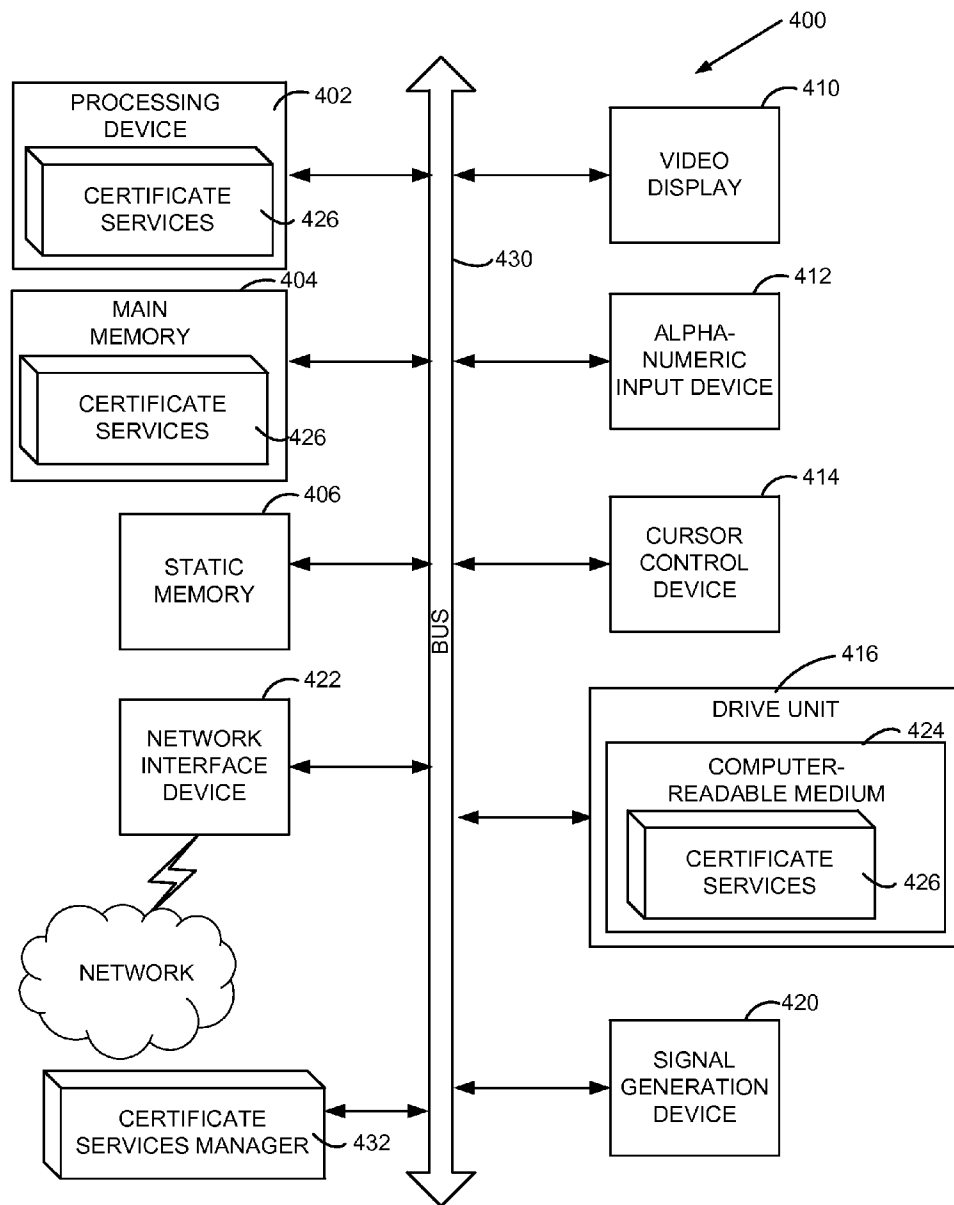 400
PROCESSING
DEVICE
402
CERTIFICATE
SERVICES
426
404
MAIN
MEMORY
CERTIFICATE
SERVICES
426
406
STATIC
MEMORY
422
NETWORK
INTERFACE
DEVICE
NETWORK
CERTIFICATE
SERVICES MANAGER
432
BUS
430
410
VIDEO
DISPLAY
412
ALPHA-
NUMERIC
INPUT DEVICE
414
CURSOR
CONTROL
DEVICE
416
DRIVE UNIT
424
COMPUTER-
READABLE MEDIUM
CERTIFICATE
SERVICES
426
420
SIGNAL
GENERATION
DEVICE